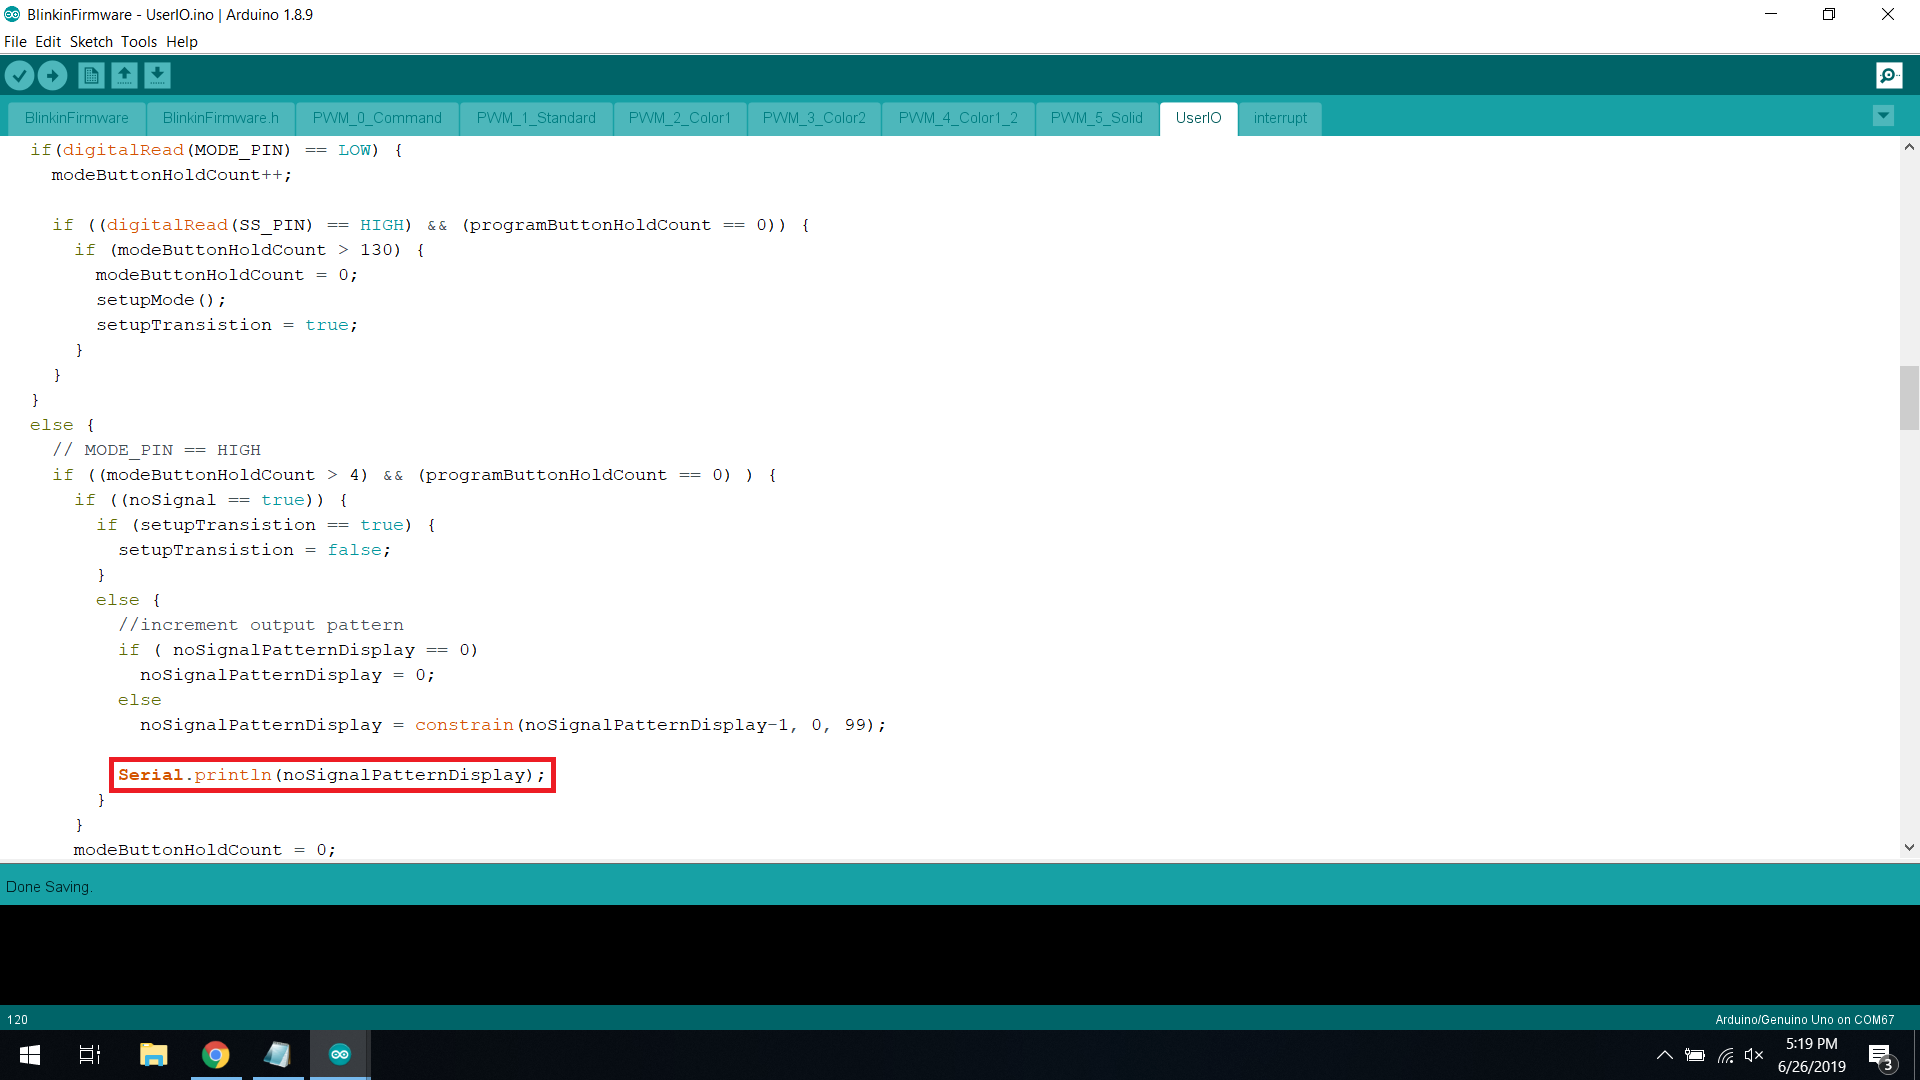 BlinkinFirmware - UserIO.ino | Arduino 1.8.9
File Edit Sketch Tools Help
BlinkinFirmware BlinkinFirmware.h PWM_0_Command PWM_1_Standard PWM_2_Color1 PWM_3_Color2 PWM_4_Color1_2 PWM_5_Solid UserIO interrupt
if(digitalRead(MODE_PIN) == LOW) {
modeButtonHoldCount++;
if ((digitalRead(SS_PIN) == HIGH) && (programButtonHoldCount == 0)) {
if (modeButtonHoldCount > 130) {
modeButtonHoldCount = 0;
setupMode();
setupTransistion = true;
}
}
}
else {
// MODE_PIN == HIGH
if ((modeButtonHoldCount > 4) && (programButtonHoldCount == 0) ) {
if ((noSignal == true)) {
if (setupTransistion == true) {
setupTransistion = false;
}
else {
//increment output pattern
if ( noSignalPatternDisplay == 0)
noSignalPatternDisplay = 0;
else
noSignalPatternDisplay = constrain(noSignalPatternDisplay-1, 0, 99);
Serial.println(noSignalPatternDisplay);
}
}
modeButtonHoldCount = 0;
Done Saving.
120
Arduino/Genuino Uno on COM67
5:19 PM
6/26/2019
3